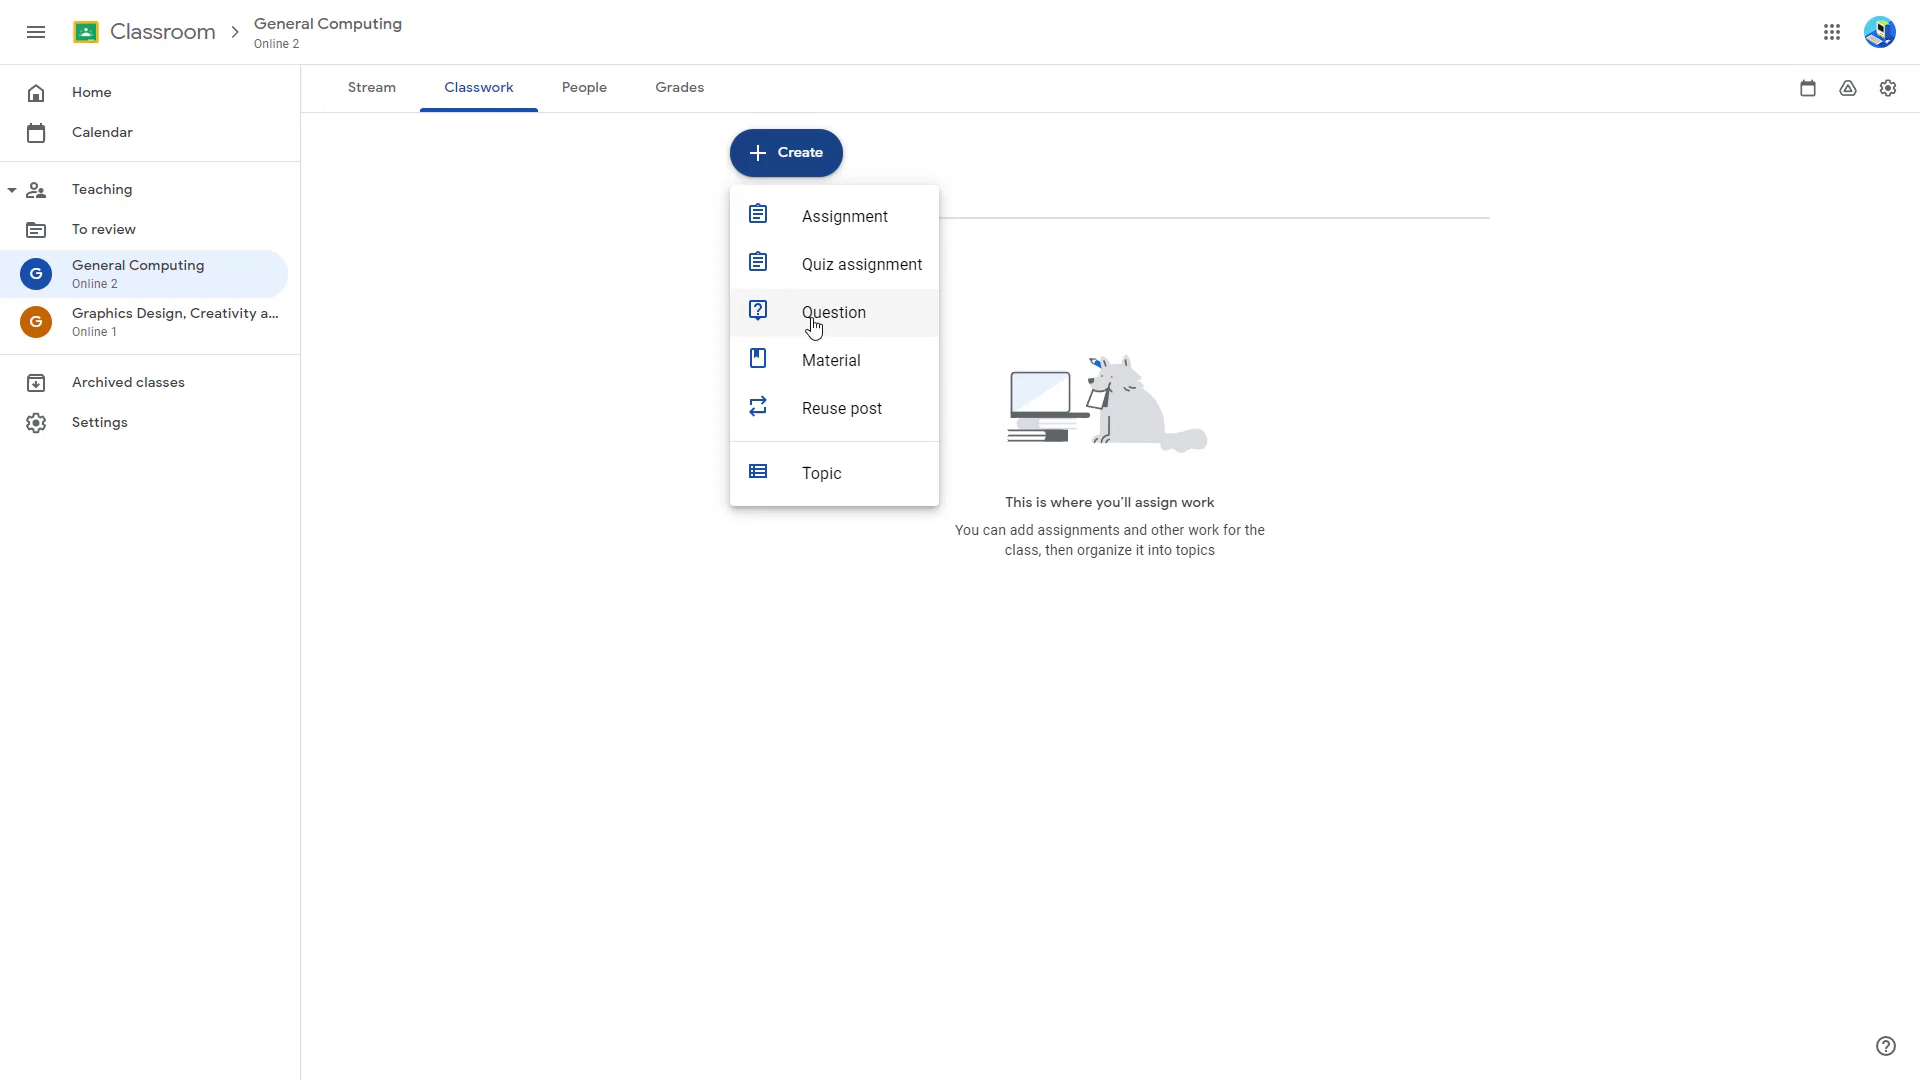 Classroom
General Computing
Online 2
Home
Calendar
Teaching
To review
G
General Computing
Online 2
G
Graphics Design, Creativity a...
Online 1
Archived classes
Settings
Stream
Classwork
People
Grades
Create
Assignment
Quiz assignment
Question
Material
Reuse post
Topic
This is where you'll assign work
You can add assignments and other work for the
class, then organize it into topics